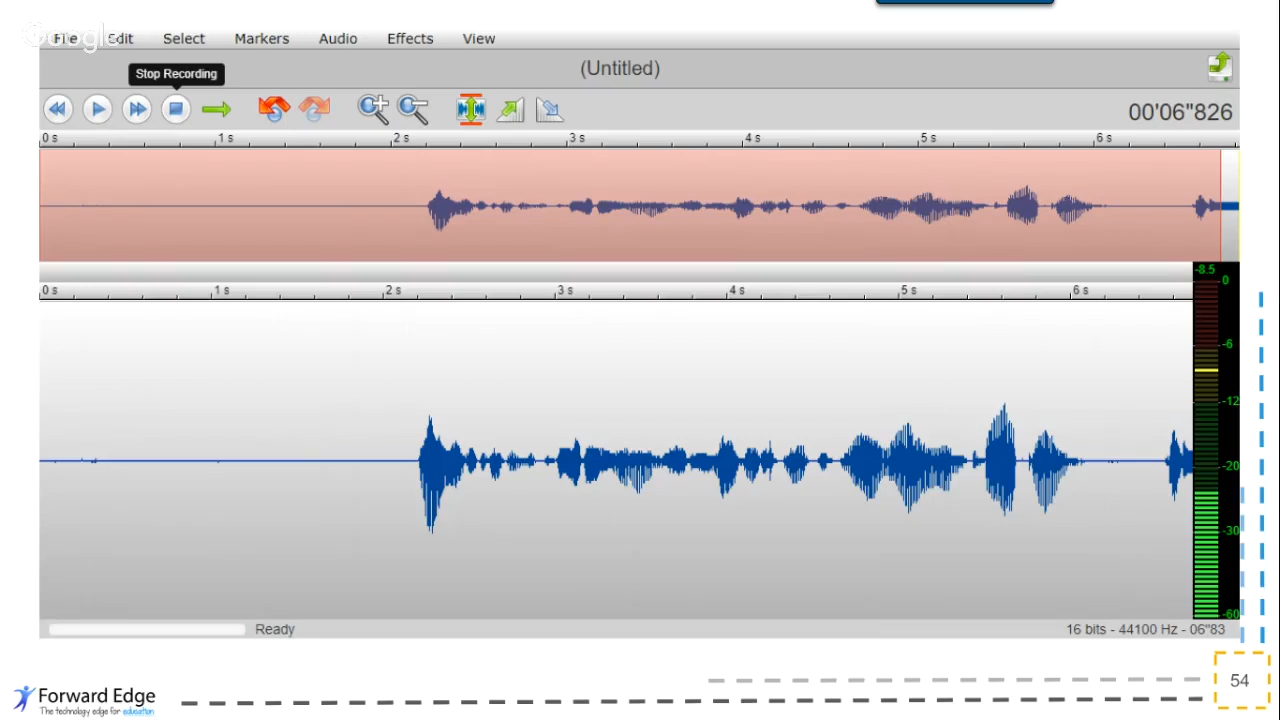 Google
File Edit Select Markers Audio Effects View
Stop Recording
(Untitled)
00'06"826
0 s 1 s 2 s 3 s 4 s 5 s 6 s
-8.5
0 s 1 s 2 s 3 s 4 s 5 s 6 s
0
-6
-12
-20
-30
-60
Ready
16 bits - 44100 Hz - 06"83
54
Forward Edge
The technology edge for education